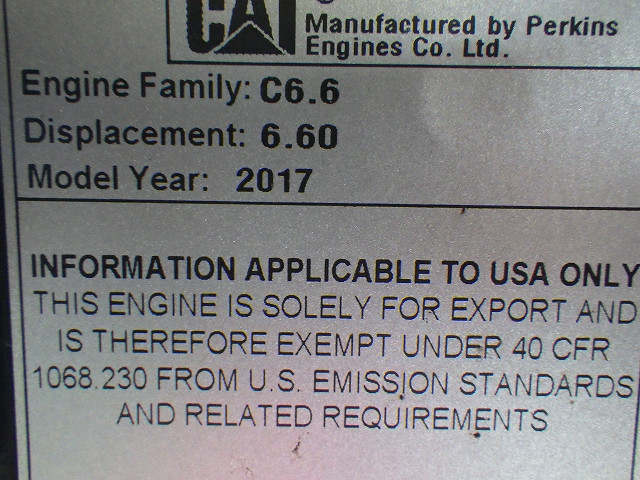 CAT
Manufactured by Perkins
Engines Co. Ltd.
Engine Family: C6.6
Displacement: 6.60
Model Year: 2017
INFORMATION APPLICABLE TO USA ONLY
THIS ENGINE IS SOLELY FOR EXPORT AND
IS THEREFORE EXEMPT UNDER 40 CFR
1068.230 FROM U.S. EMISSION STANDARDS
AND RELATED REQUIREMENTS